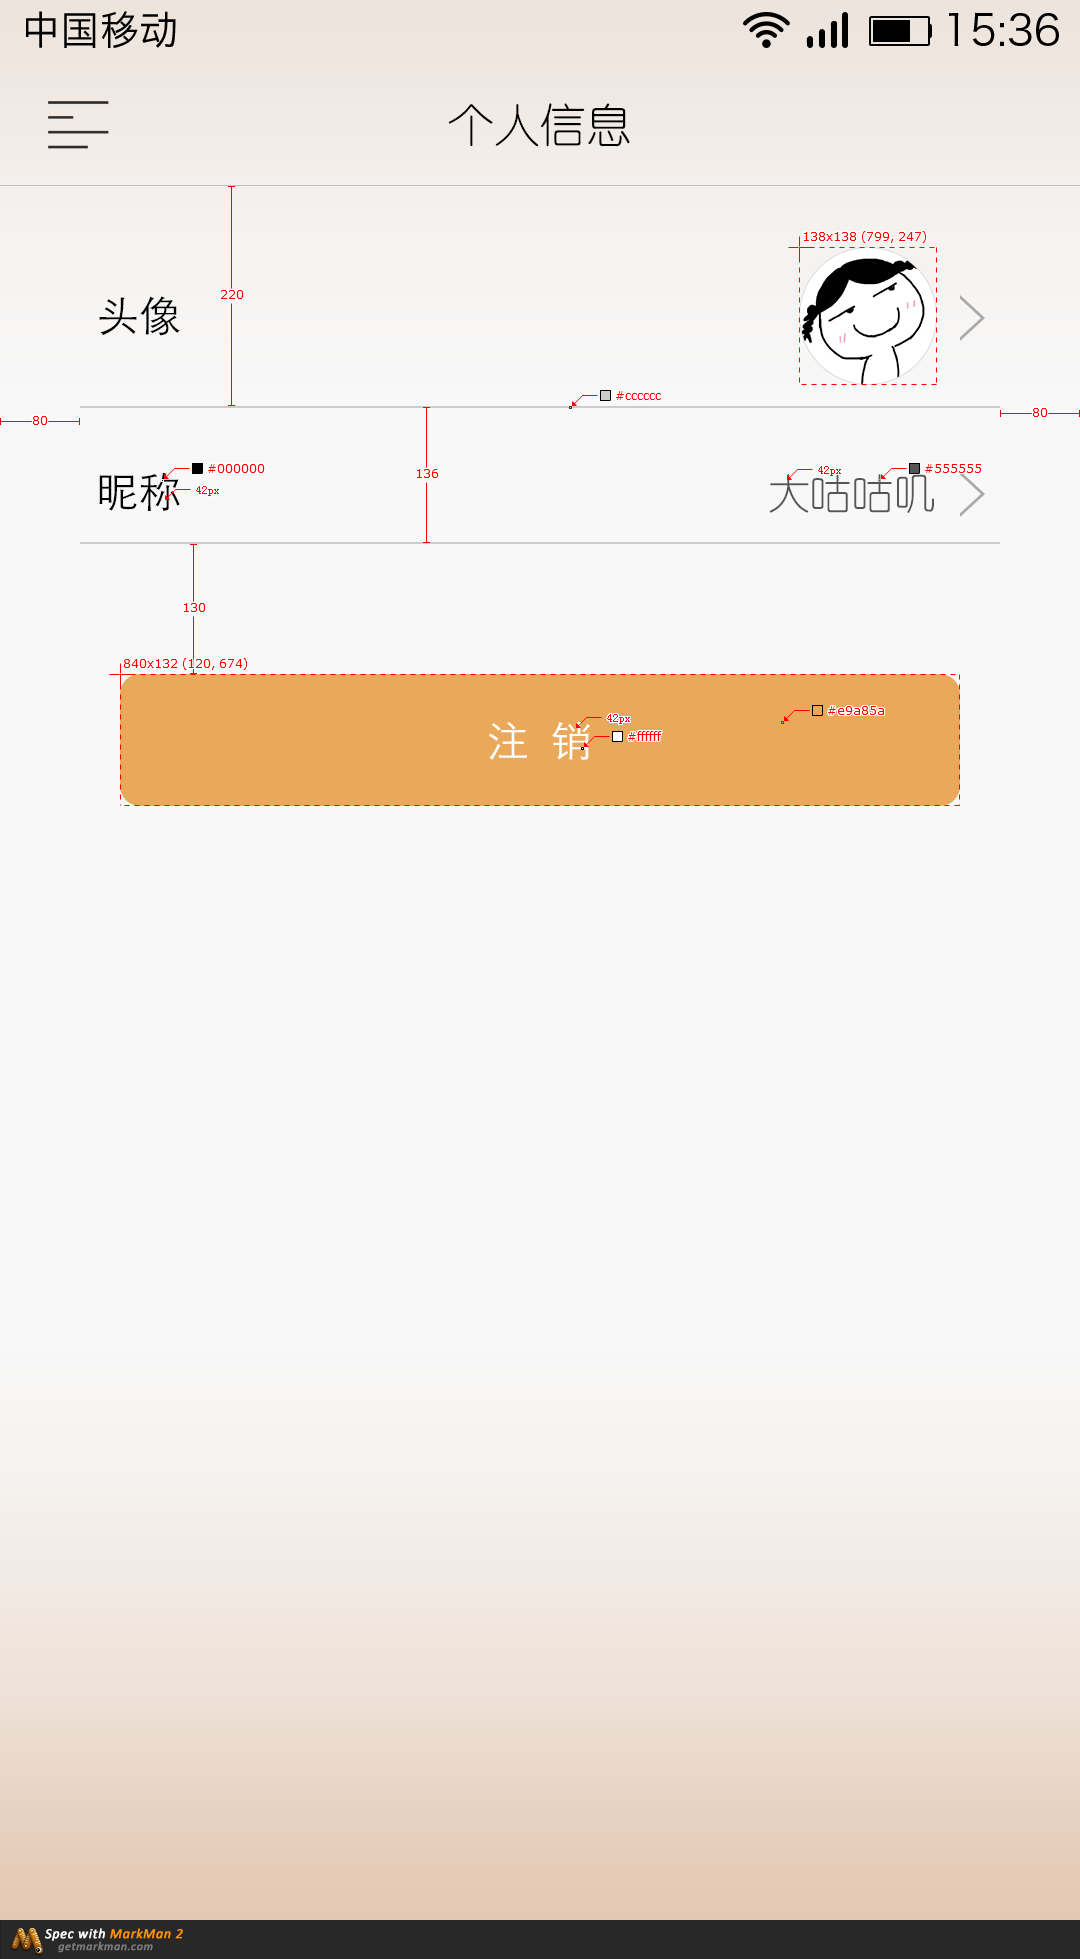 中国移动 15:36
个人信息
138x138 (799, 247)
220
头像
#cccccc
80
80
#000000
136
42px
#555555
昵称
42px
大咕咕叽
130
840x132 (120, 674)
#e9a85a
42px
注 销
#ffffff
Spec with MarkMan 2
getmarkman.com